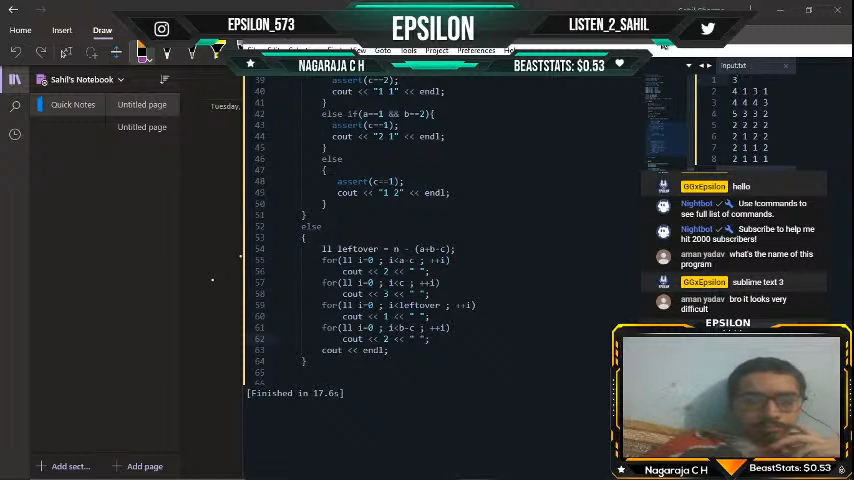 EPSILON_573
EPSILON
LISTEN_2_SAHIL
NAGARAJA C H
BEASTSTATS: $0.53
Home
Insert
Draw
Goto
Tools
Project
Preferences
Sahil's Notebook
Quick Notes
Untitled page
Untitled page
Tuesday,
Add sect...
Add page
39 assert(c==2);
40 cout << "1 1" << endl;
41 }
42 else if(a==1 && b==2){
43 assert(c==1);
44 cout << "2 1" << endl;
45 }
46 else
47 {
48 assert(c==1);
49 cout << "1 2" << endl;
50 }
51 }
52 else
53 {
54 ll leftover = n - (a+b-c);
55 for(ll i=0 ; i<a-c ; ++i)
56 cout << 2 << " ";
57 for(ll i=0 ; i<c ; ++i)
58 cout << 3 << " ";
59 for(ll i=0 ; i<leftover ; ++i)
60 cout << 1 << " ";
61 for(ll i=0 ; i<b-c ; ++i)
62 cout << 2 << " ";
63 cout << endl;
64 }
65
66
[Finished in 17.6s]
input.txt
1 3
2 4 1 3 1
3 4 4 4 3
4 5 3 3 2
5 2 2 2 2
6 2 1 2 2
7 2 1 1 2
8 2 1 1 1
GGxEpsilon hello
Nightbot Use !commands to
see full list of commands.
Nightbot Subscribe to help me
hit 2000 subscribers!
aman yadav what's the name of this
program
GGxEpsilon sublime text 3
aman yadav bro it looks very
difficult
EPSILON
Nagaraja C H
BeastStats: $0.53